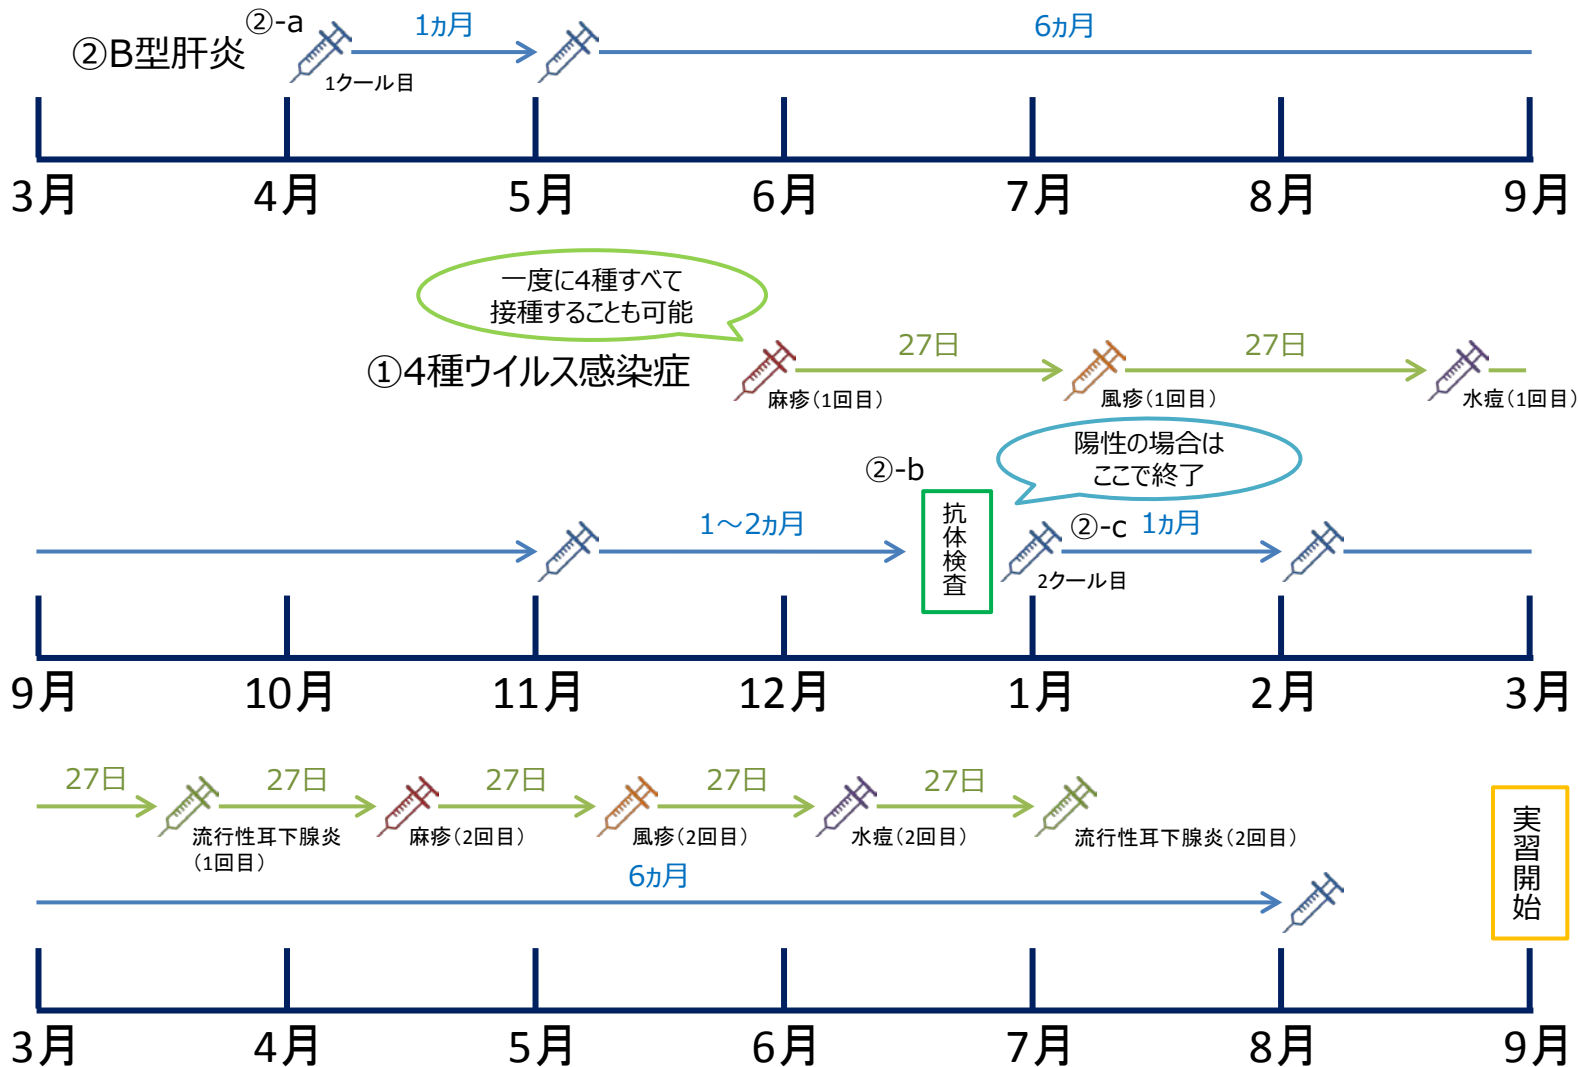 ②B型肝炎
②-a
1ヵ月
6ヵ月
1クール目
3月
4月
5月
6月
7月
8月
9月
一度に4種すべて
接種することも可能
①4種ウイルス感染症
27日
27日
麻疹(1回目)
風疹(1回目)
水痘(1回目)
陽性の場合は
ここで終了
②-b
抗体検査
1～2ヵ月
②-c
1ヵ月
2クール目
9月
10月
11月
12月
1月
2月
3月
27日
27日
27日
27日
27日
流行性耳下腺炎
(1回目)
麻疹(2回目)
風疹(2回目)
水痘(2回目)
流行性耳下腺炎(2回目)
実習開始
6ヵ月
3月
4月
5月
6月
7月
8月
9月